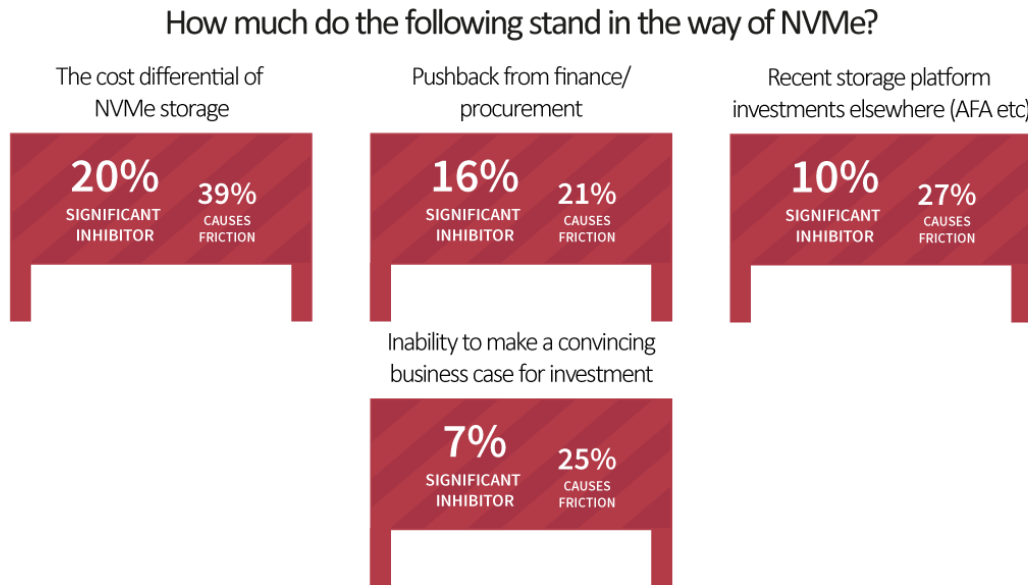 How much do the following stand in the way of NVMe?
The cost differential of
NVMe storage
20%
SIGNIFICANT
INHIBITOR
39%
CAUSES
FRICTION
Pushback from finance/
procurement
16%
SIGNIFICANT
INHIBITOR
21%
CAUSES
FRICTION
Recent storage platform
investments elsewhere (AFA etc)
10%
SIGNIFICANT
INHIBITOR
27%
CAUSES
FRICTION
Inability to make a convincing
business case for investment
7%
SIGNIFICANT
INHIBITOR
25%
CAUSES
FRICTION